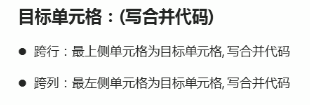 目标单元格：(写合并代码)
● 跨行：最上侧单元格为目标单元格, 写合并代码
● 跨列：最左侧单元格为目标单元格, 写合并代码